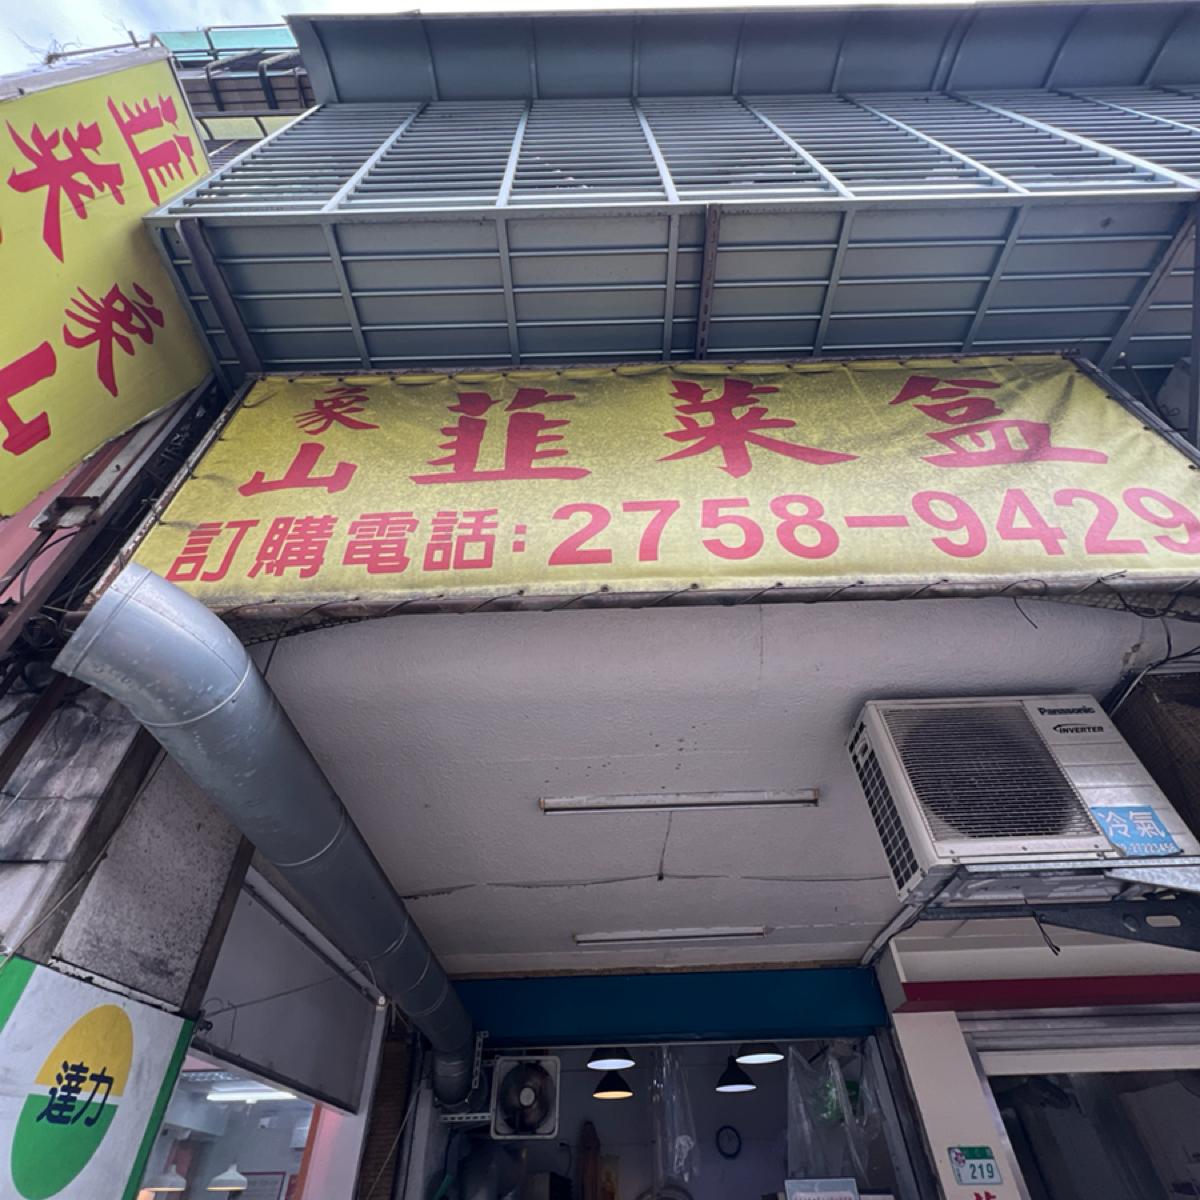 韭菜
象山
象山韭菜盒
訂購電話:2758-9429
Panasonic
INVERTER
冷氣
達力
219